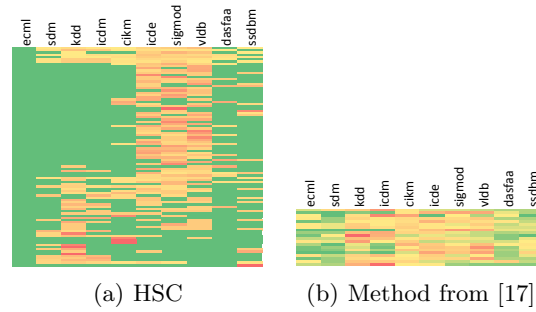 ecml sdm kdd icdm cikm icde sigmod vldb dasfaa ssdbm
ecml sdm kdd icdm cikm icde sigmod vldb dasfaa ssdbm
(a) HSC
(b) Method from [17]